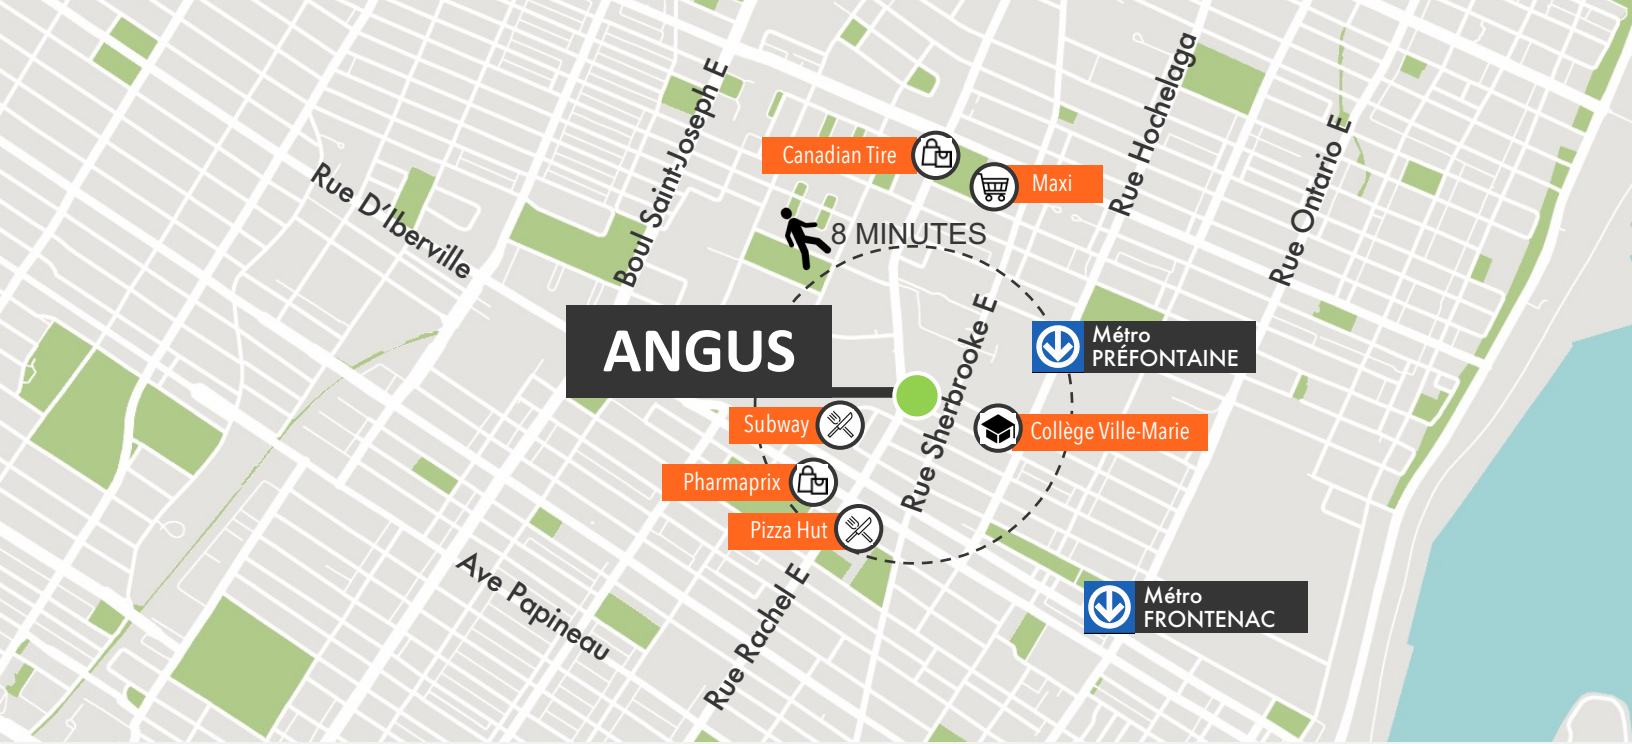 Boul Saint-Joseph E
Rue Hochelaga
Rue Ontario E
Canadian Tire
Maxi
Rue D'Iberville
8 MINUTES
Rue Sherbrooke E
ANGUS
Métro
PRÉFONTAINE
Subway
Collège Ville-Marie
Pharmaprix
Pizza Hut
Ave Papineau
Rue Rachel E
Métro
FRONTENAC